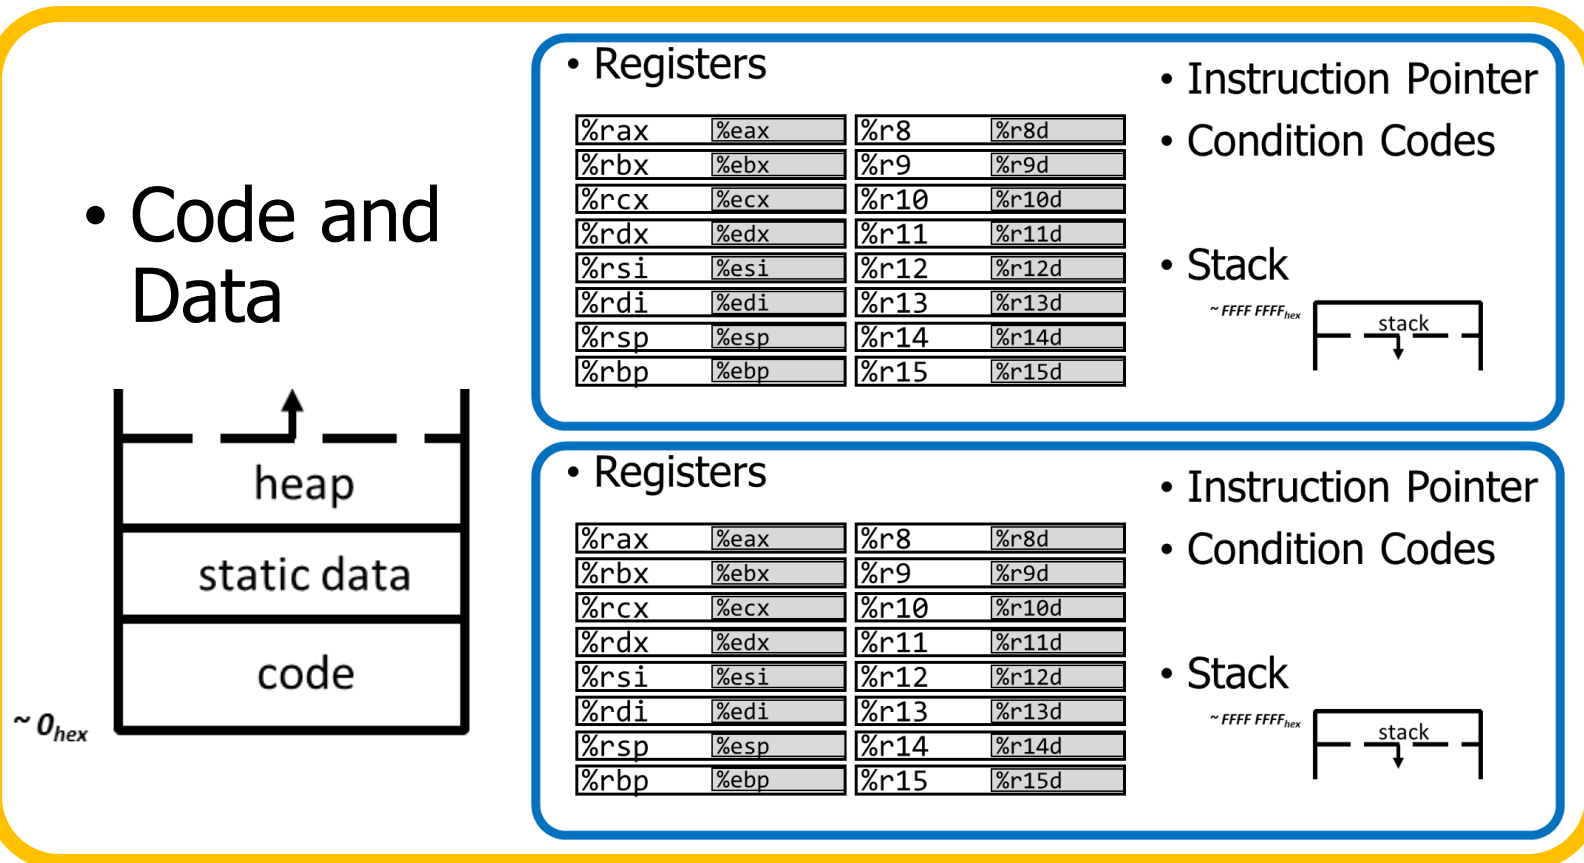 • Code and
Data
heap
static data
code
~ 0hex
• Registers
%rax %eax %r8 %r8d
%rbx %ebx %r9 %r9d
%rcx %ecx %r10 %r10d
%rdx %edx %r11 %r11d
%rsi %esi %r12 %r12d
%rdi %edi %r13 %r13d
%rsp %esp %r14 %r14d
%rbp %ebp %r15 %r15d
• Instruction Pointer
• Condition Codes
• Stack
~ FFFF FFFFhex
stack
• Registers
%rax %eax %r8 %r8d
%rbx %ebx %r9 %r9d
%rcx %ecx %r10 %r10d
%rdx %edx %r11 %r11d
%rsi %esi %r12 %r12d
%rdi %edi %r13 %r13d
%rsp %esp %r14 %r14d
%rbp %ebp %r15 %r15d
• Instruction Pointer
• Condition Codes
• Stack
~ FFFF FFFFhex
stack